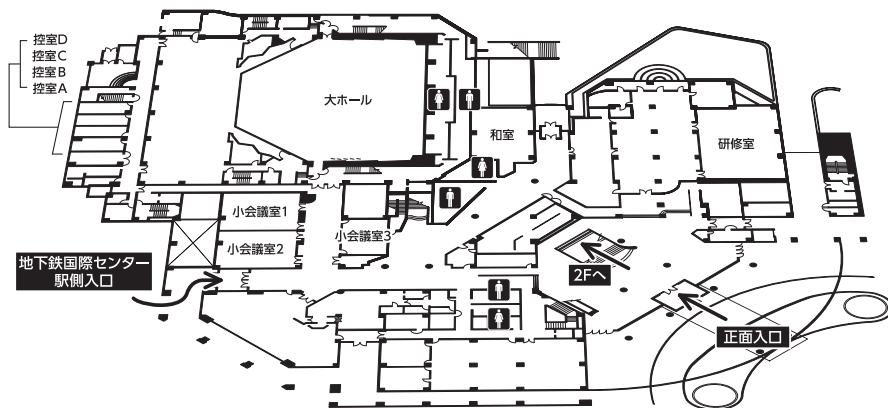 控室D
控室C
控室B
控室A
大ホール
和室
研修室
小会議室1
小会議室2
小会議室3
地下鉄国際センター
駅側入口
2Fへ
正面入口